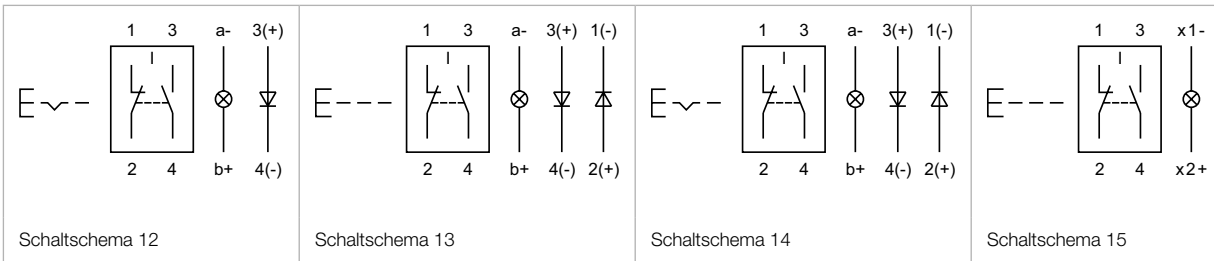 1 3 a- 3(+)
2 4 b+ 4(-)
Schaltschema 12
1 3 a- 3(+) 1(-)
2 4 b+ 4(-) 2(+)
Schaltschema 13
1 3 a- 3(+) 1(-)
2 4 b+ 4(-) 2(+)
Schaltschema 14
1 3 x1-
2 4 x2+
Schaltschema 15